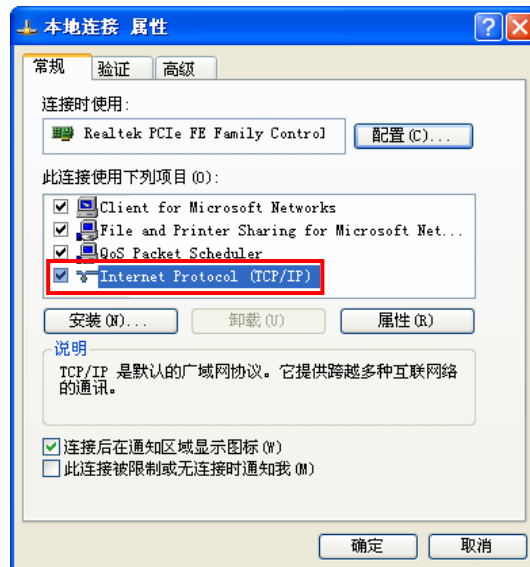 本地连接 属性
常规
验证
高级
连接时使用:
Realtek PCIe FE Family Control
配置(C)...
此连接使用下列项目(O):
Client for Microsoft Networks
File and Printer Sharing for Microsoft Net...
QoS Packet Scheduler
Internet Protocol (TCP/IP)
安装(N)...
卸载(U)
属性(R)
说明
TCP/IP 是默认的广域网协议。它提供跨越多种互联网络
的通讯。
连接后在通知区域显示图标(W)
此连接被限制或无连接时通知我(M)
确定
取消